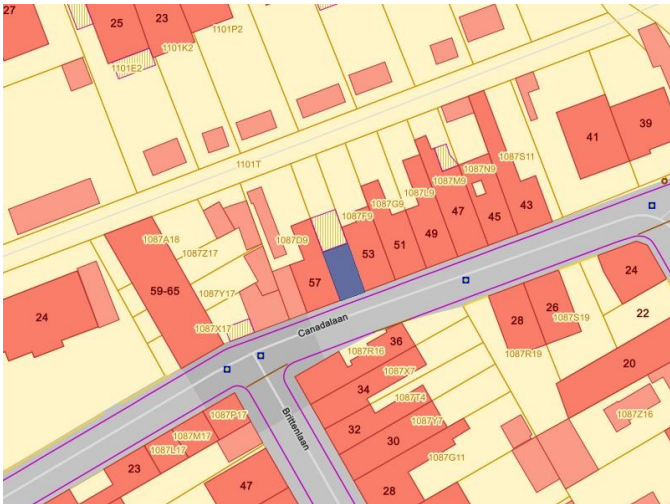 27
25
23
1101P2
1101K2
1101E2
1101T
41
39
1087S11
1087N9
1087M9
1087L9
1087G9
1087F9
1087D9
43
45
47
49
51
53
57
1087A18
1087Z17
1087Y17
1087X17
59-65
24
Canadalaan
Brittenlaan
24
22
26
28
1087S19
1087R19
20
1087Z16
1087R16
36
1087X7
34
1087T4
32
1087Y7
30
1087G11
28
1087P17
1087M17
1087L17
23
47